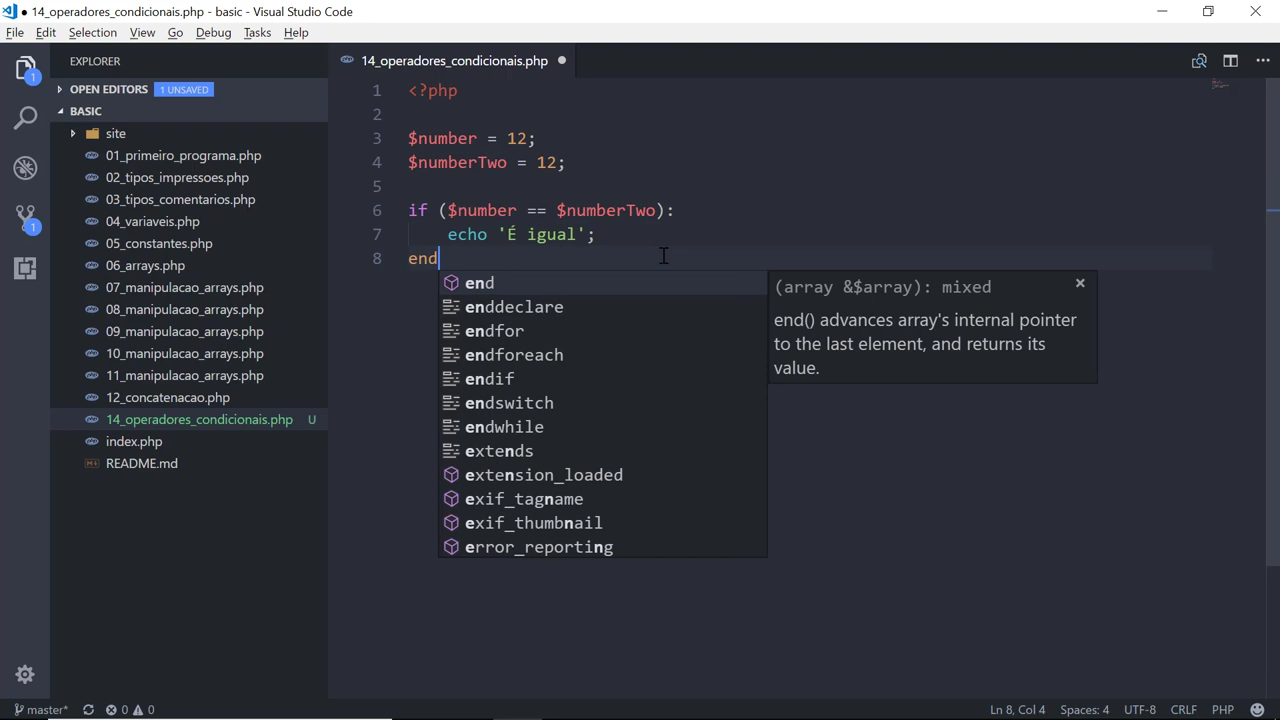 ● 14_operadores_condicionais.php - basic - Visual Studio Code
File Edit Selection View Go Debug Tasks Help
EXPLORER
14_operadores_condicionais.php
1
OPEN EDITORS 1 UNSAVED
BASIC
site
01_primeiro_programa.php
02_tipos_impressoes.php
03_tipos_comentarios.php
04_variaveis.php
1
05_constantes.php
06_arrays.php
07_manipulacao_arrays.php
08_manipulacao_arrays.php
09_manipulacao_arrays.php
10_manipulacao_arrays.php
11_manipulacao_arrays.php
12_concatenacao.php
14_operadores_condicionais.php U
index.php
README.md
1 <?php
2
3 $number = 12;
4 $numberTwo = 12;
5
6 if ($number == $numberTwo):
7 echo 'É igual';
8 end
end
enddeclare
endfor
endforeach
endif
endswitch
endwhile
extends
extension_loaded
exif_tagname
exif_thumbnail
error_reporting
(array &$array): mixed
end() advances array's internal pointer
to the last element, and returns its
value.
master* 0 0 Ln 8, Col 4 Spaces: 4 UTF-8 CRLF PHP